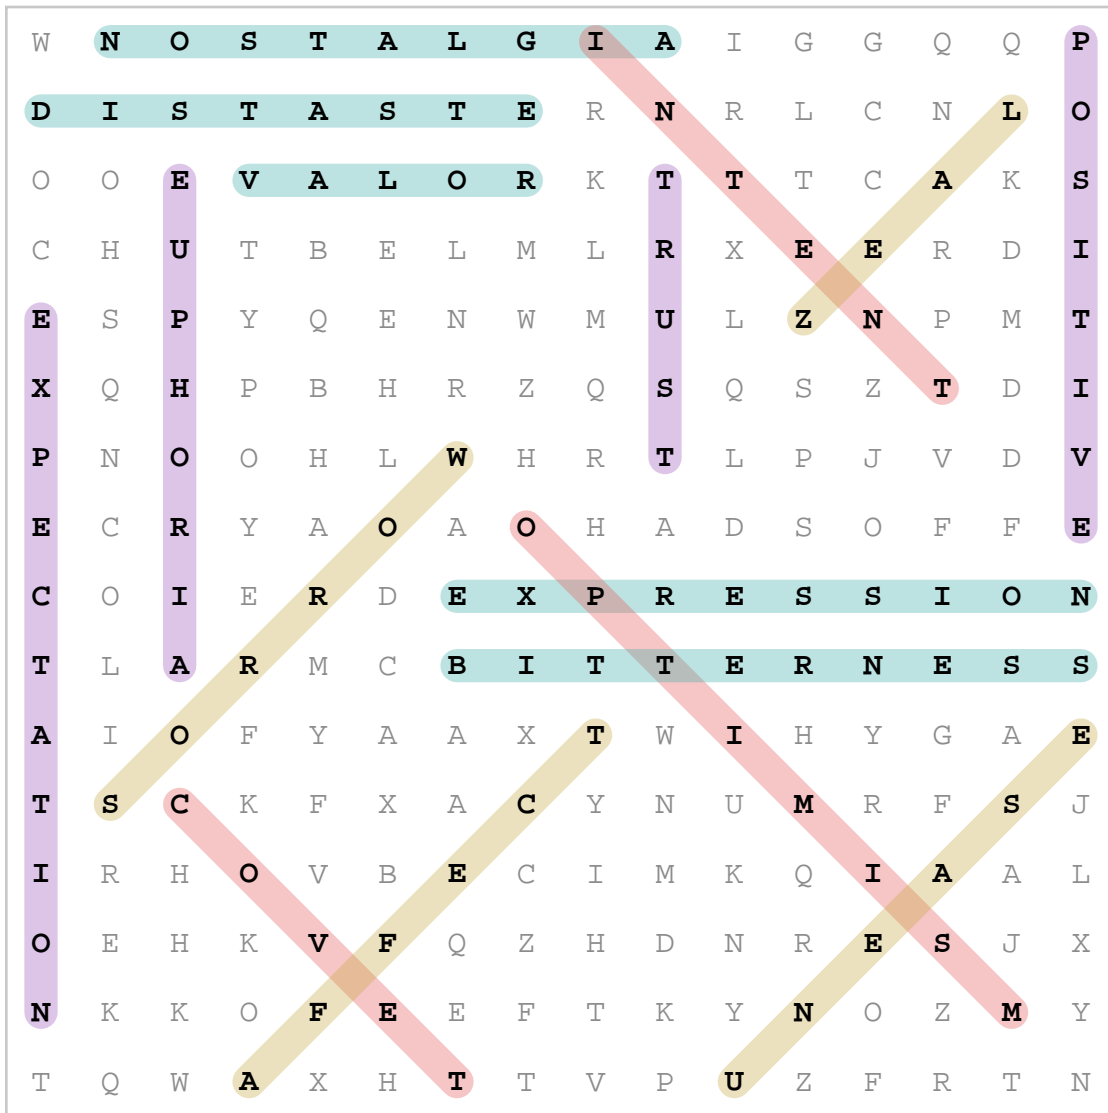 W N O S T A L G I A I G G Q Q P
D I S T A S T E R N R L C N L O
O O E V A L O R K T T T C A K S
C H U T B E L M L R X E E R D I
E S P Y Q E N W M U L Z N P M T
X Q H P B H R Z Q S Q S Z T D I
P N O O H L W H R T L P J V D V
E C R Y A O A O H A D S O F F E
C O I E R D E X P R E S S I O N
T L A R M C B I T T E R N E S S
A I O F Y A A X T W I H Y G A E
T S C K F X A C Y N U M R F S J
I R H O V B E C I M K Q I A A L
O E H K V F Q Z H D N R E S J X
N K K O F E E F T K Y N O Z M Y
T Q W A X H T T V P U Z F R T N